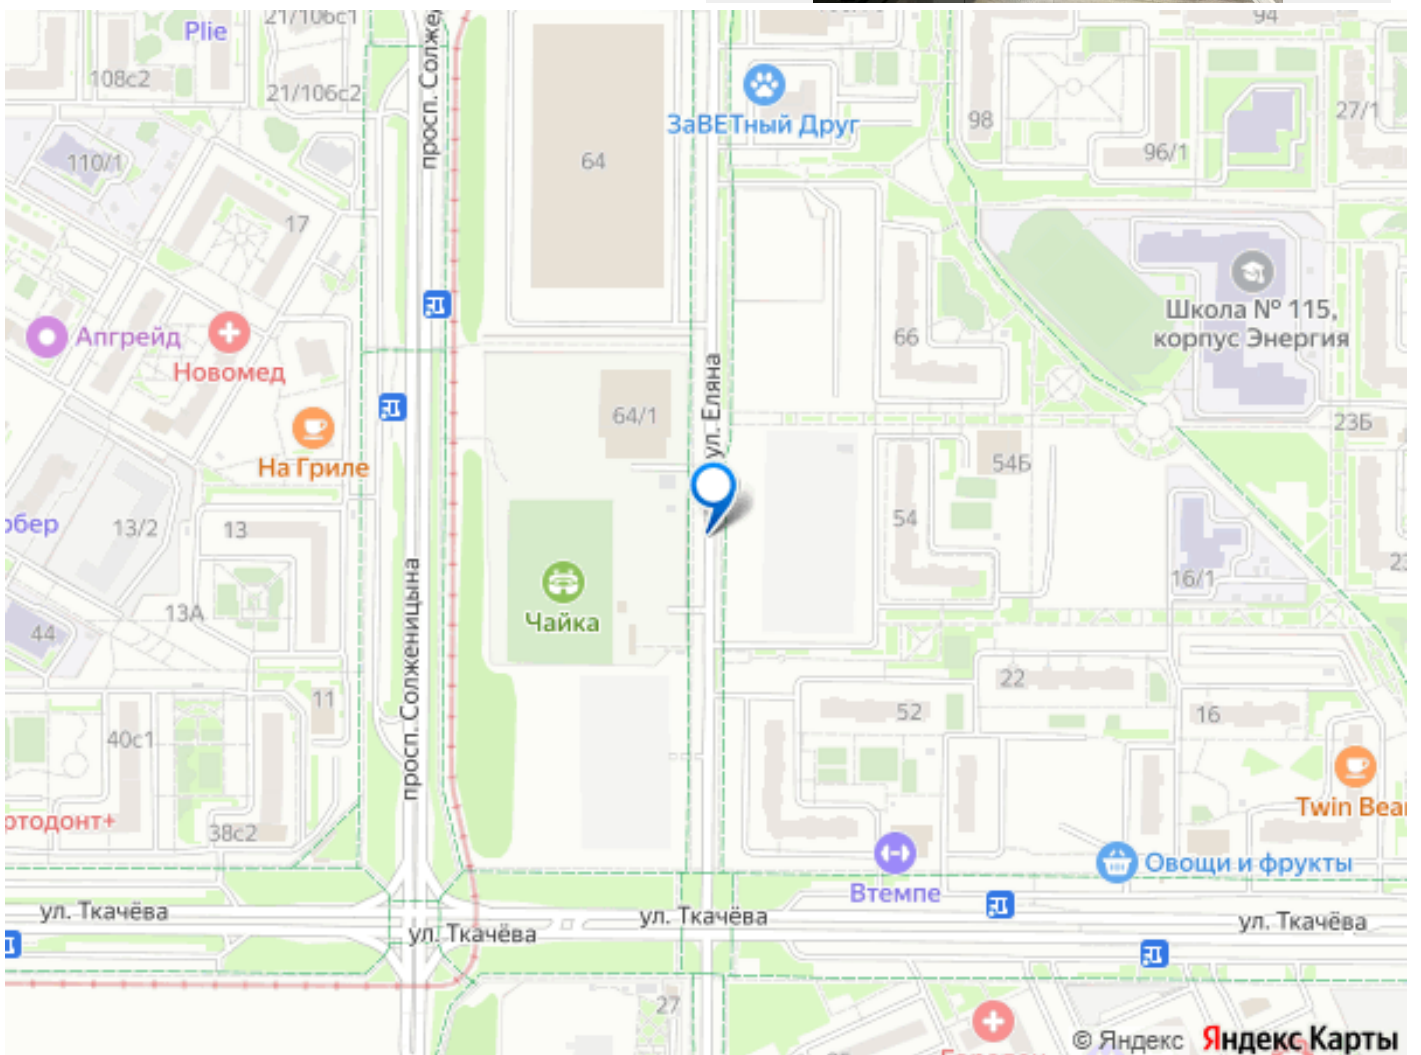 21/106с1
Plie
94
108с2
21/106с2
просп. Солже
ЗаВЕТный Друг
98
27/1
64
96/1
110/1
17
Школа № 115,
корпус Энергия
Апгрейд
Новомед
66
ул. Еляна
64/1
23Б
На Гриле
54Б
13/2
13
54
16/1
13А
Чайка
44
просп. Солженицына
22
11
52
16
40с1
Twin Bear
38с2
Овощи и фрукты
Втемпе
ул. Ткачёва
ул. Ткачёва
ул. Ткачёва
ул. Ткачёва
27
© Яндекс Яндекс Карты